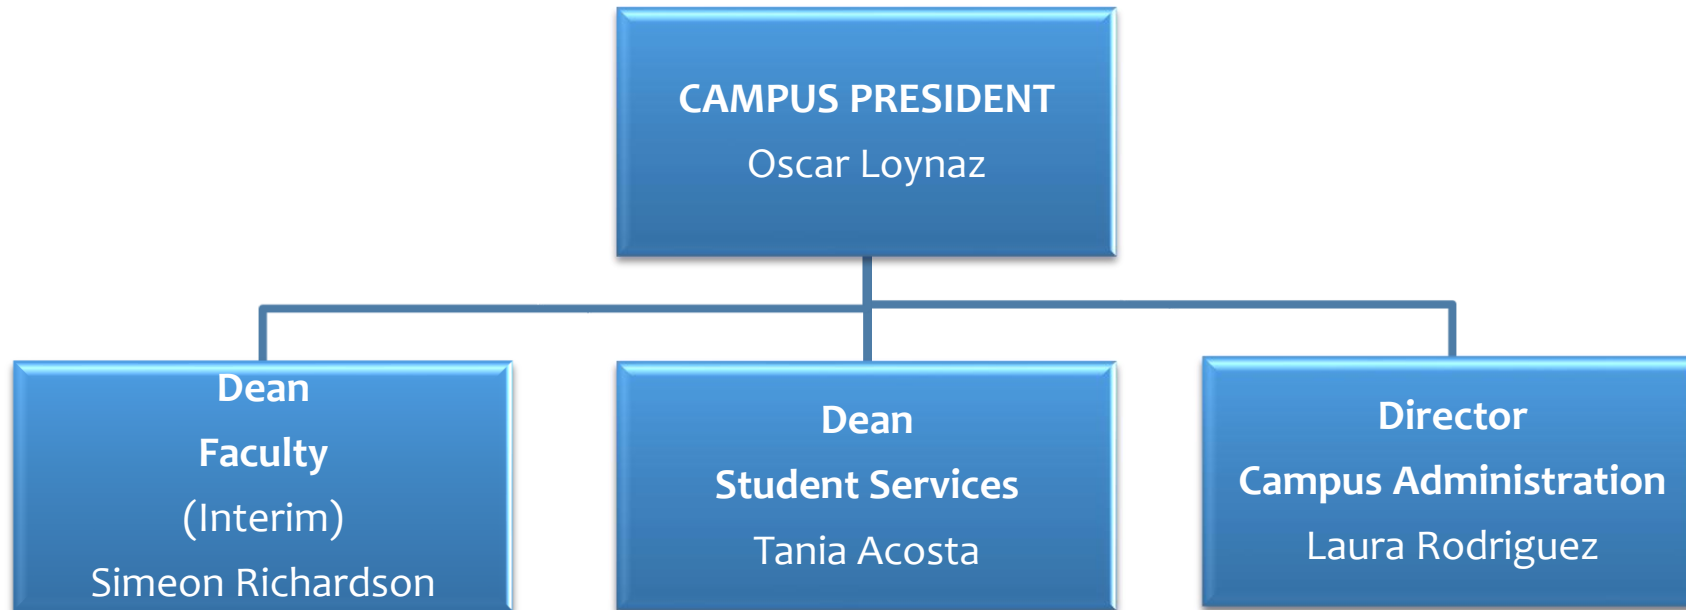 CAMPUS PRESIDENT
Oscar Loynaz
Dean
Faculty
(Interim)
Simeon Richardson
Dean
Student Services
Tania Acosta
Director
Campus Administration
Laura Rodriguez